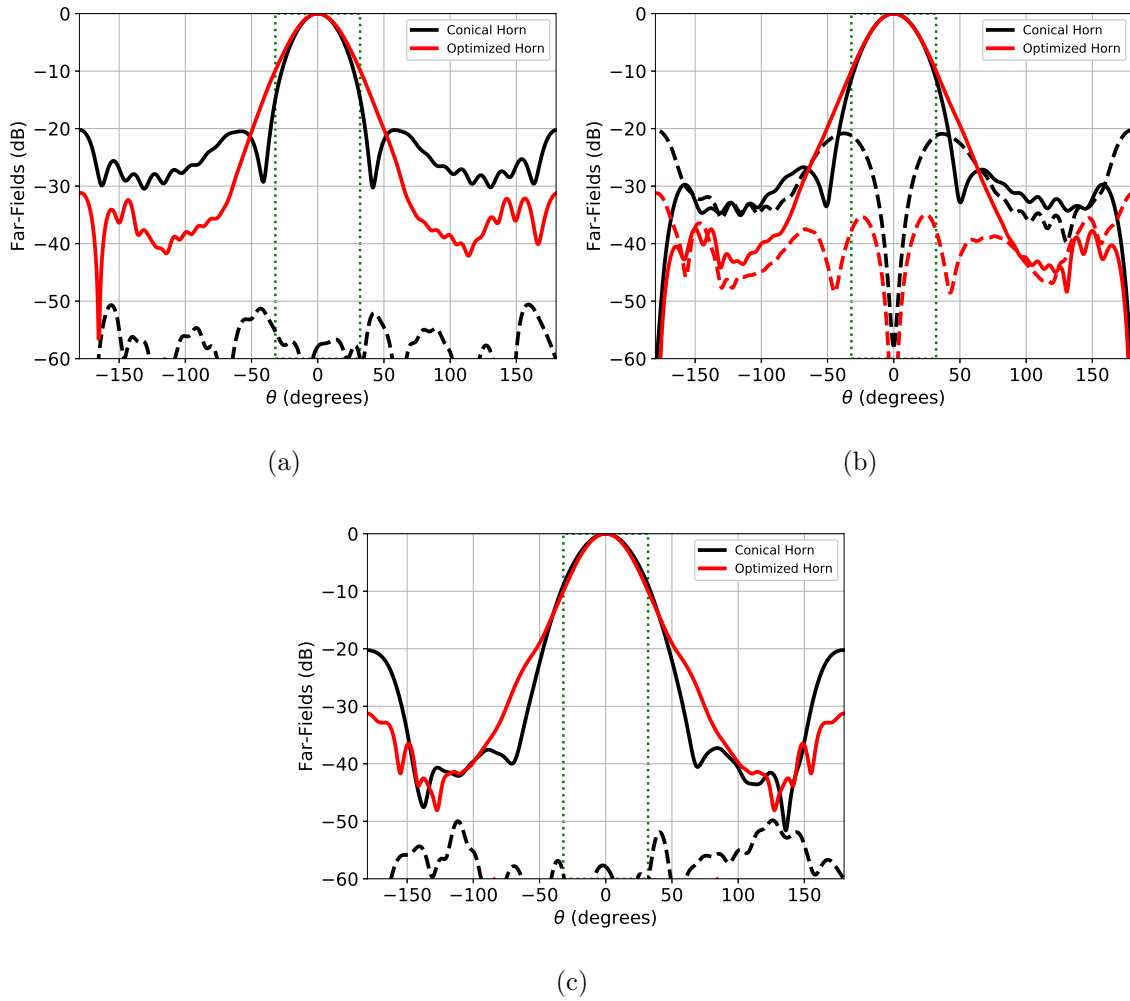 0
−10
−20
−30
−40
−50
−60
Far-Fields (dB)
−150 −100 −50 0 50 100 150
θ (degrees)
Conical Horn
Optimized Horn
(a)
0
−10
−20
−30
−40
−50
−60
Far-Fields (dB)
−150 −100 −50 0 50 100 150
θ (degrees)
Conical Horn
Optimized Horn
(b)
0
−10
−20
−30
−40
−50
−60
Far-Fields (dB)
−150 −100 −50 0 50 100 150
θ (degrees)
Conical Horn
Optimized Horn
(c)